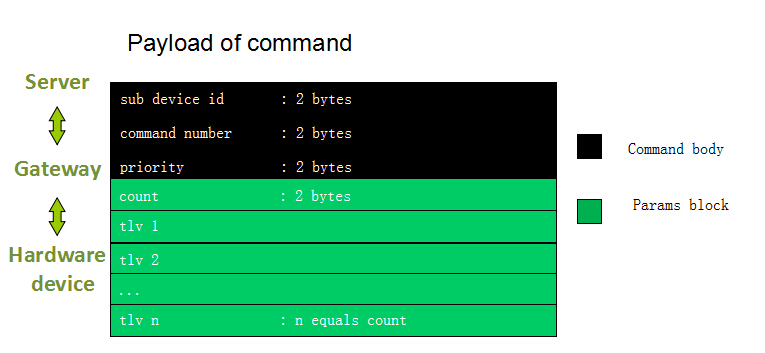 Payload of command
Server
Gateway
Hardware
device
sub device id : 2 bytes
command number : 2 bytes
priority : 2 bytes
count : 2 bytes
tlv 1
tlv 2
...
tlv n : n equals count
Command body
Params block